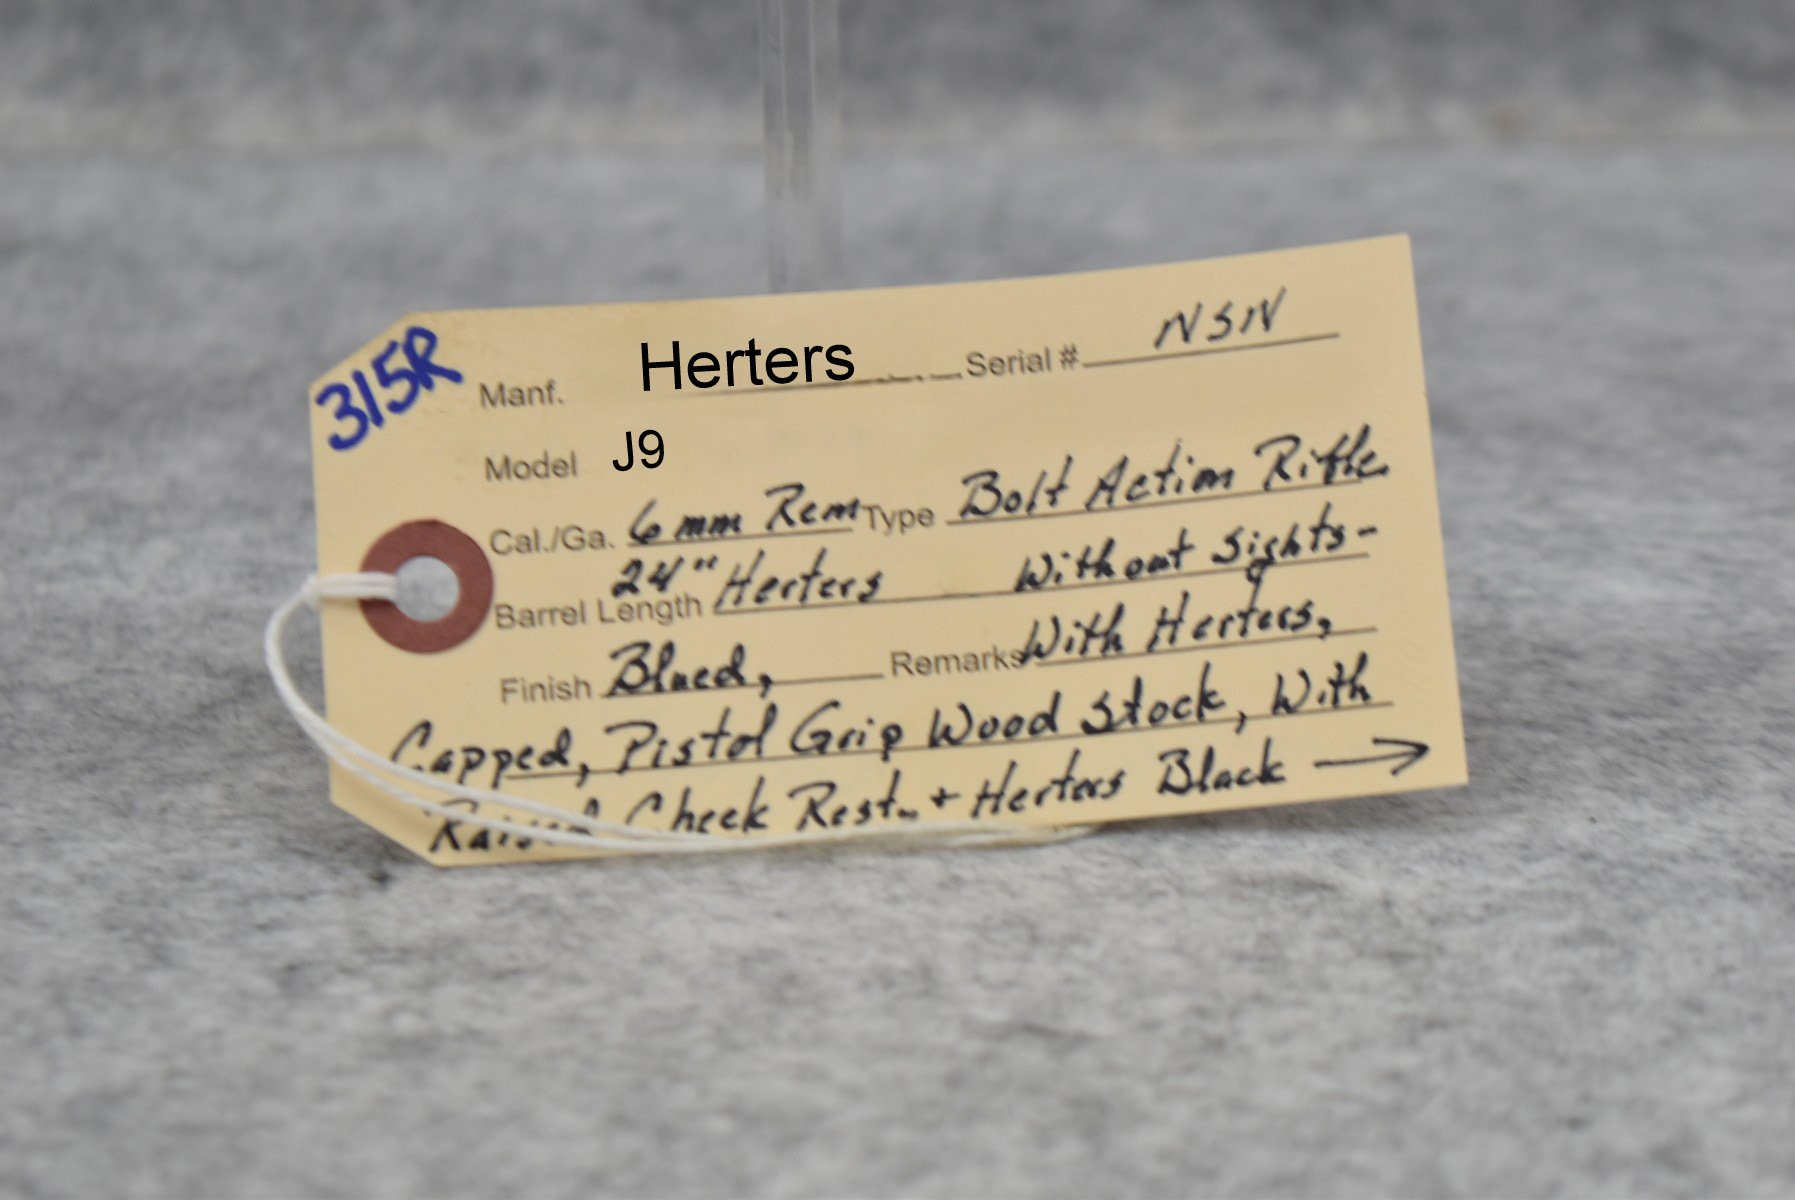 315R
Manf. Herters Serial # NSN
Model J9
Cal./Ga. 6mm Rem Type Bolt Action Rifle
Barrel Length 24" Herters Without Sights-
Finish Blued, Remarks With Herters,
Capped, Pistol Grip Wood Stock, With
Raised Cheek Rest. + Herters Black →